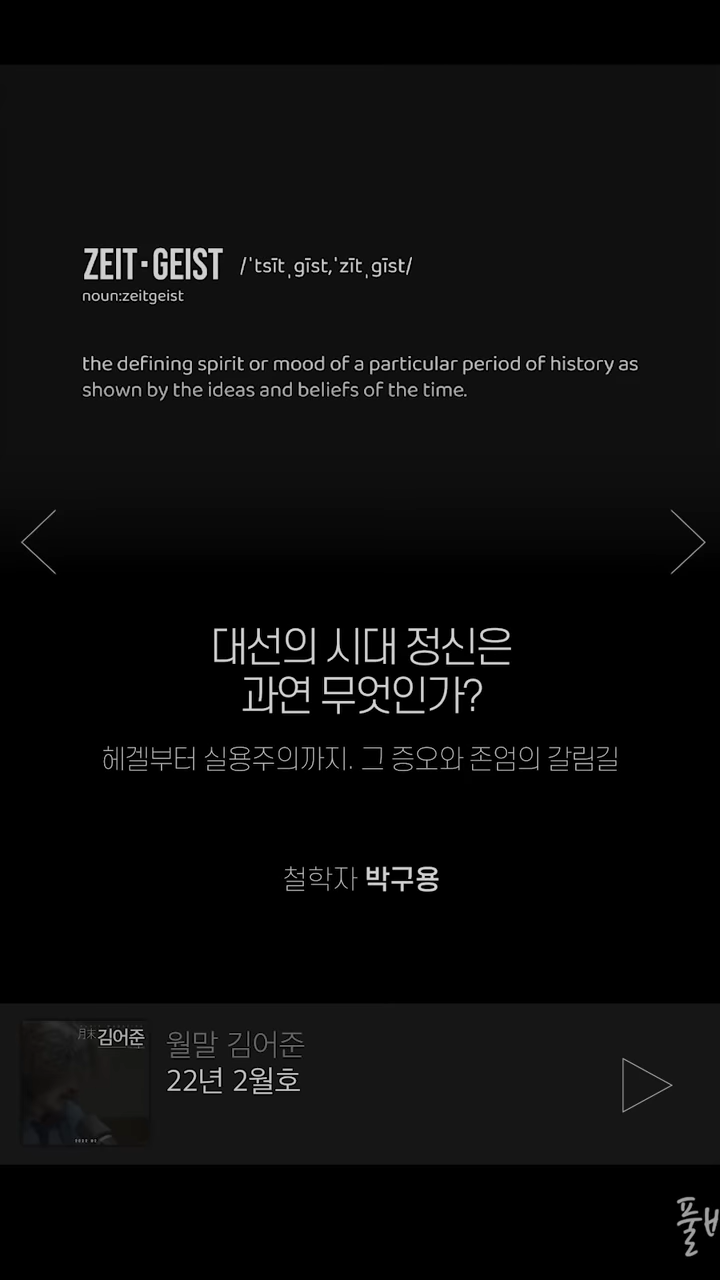 ZEIT·GEIST /ˈtsītˌgīst,ˈzītˌgīst/
noun:zeitgeist
the defining spirit or mood of a particular period of history as
shown by the ideas and beliefs of the time.
대선의 시대 정신은
과연 무엇인가?
헤겔부터 실용주의까지. 그 증오와 존엄의 갈림길
철학자 박구용
月末 김어준
월말 김어준
22년 2월호
풀